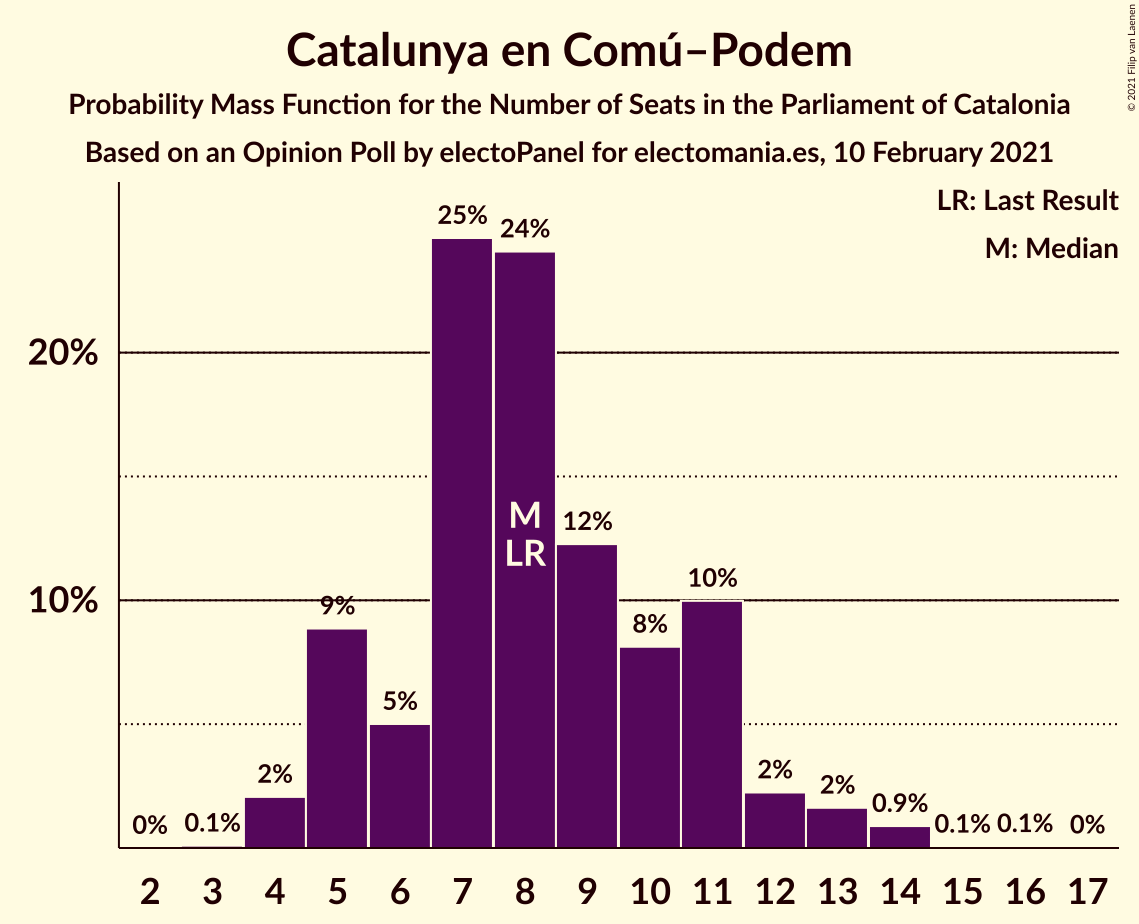 Catalunya en Comú–Podem
Probability Mass Function for the Number of Seats in the Parliament of Catalonia
Based on an Opinion Poll by electoPanel for electomania.es, 10 February 2021
© 2021 Filip van Laenen
LR: Last Result
M: Median
25%
24%
20%
M
LR
12%
10%
10%
9%
8%
5%
2%
2%
2%
0.9%
0%
0.1%
0.1%
0.1%
0%
2 3 4 5 6 7 8 9 10 11 12 13 14 15 16 17